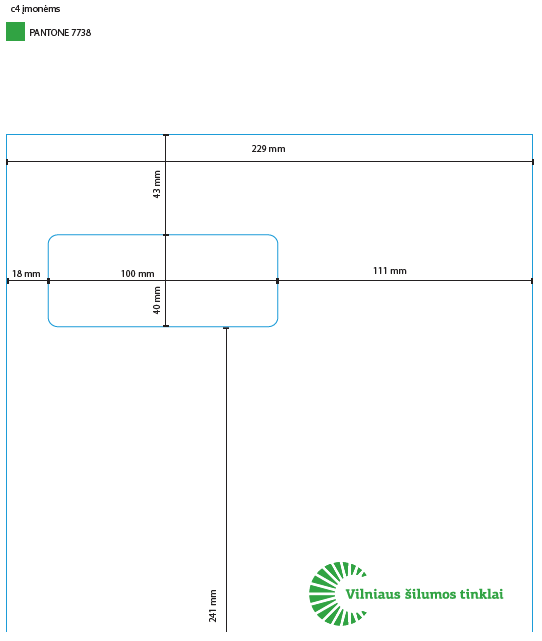 c4 įmonėms
PANTONE 7738
229 mm
43 mm
18 mm
100 mm
111 mm
40 mm
241 mm
Vilniaus šilumos tinklai